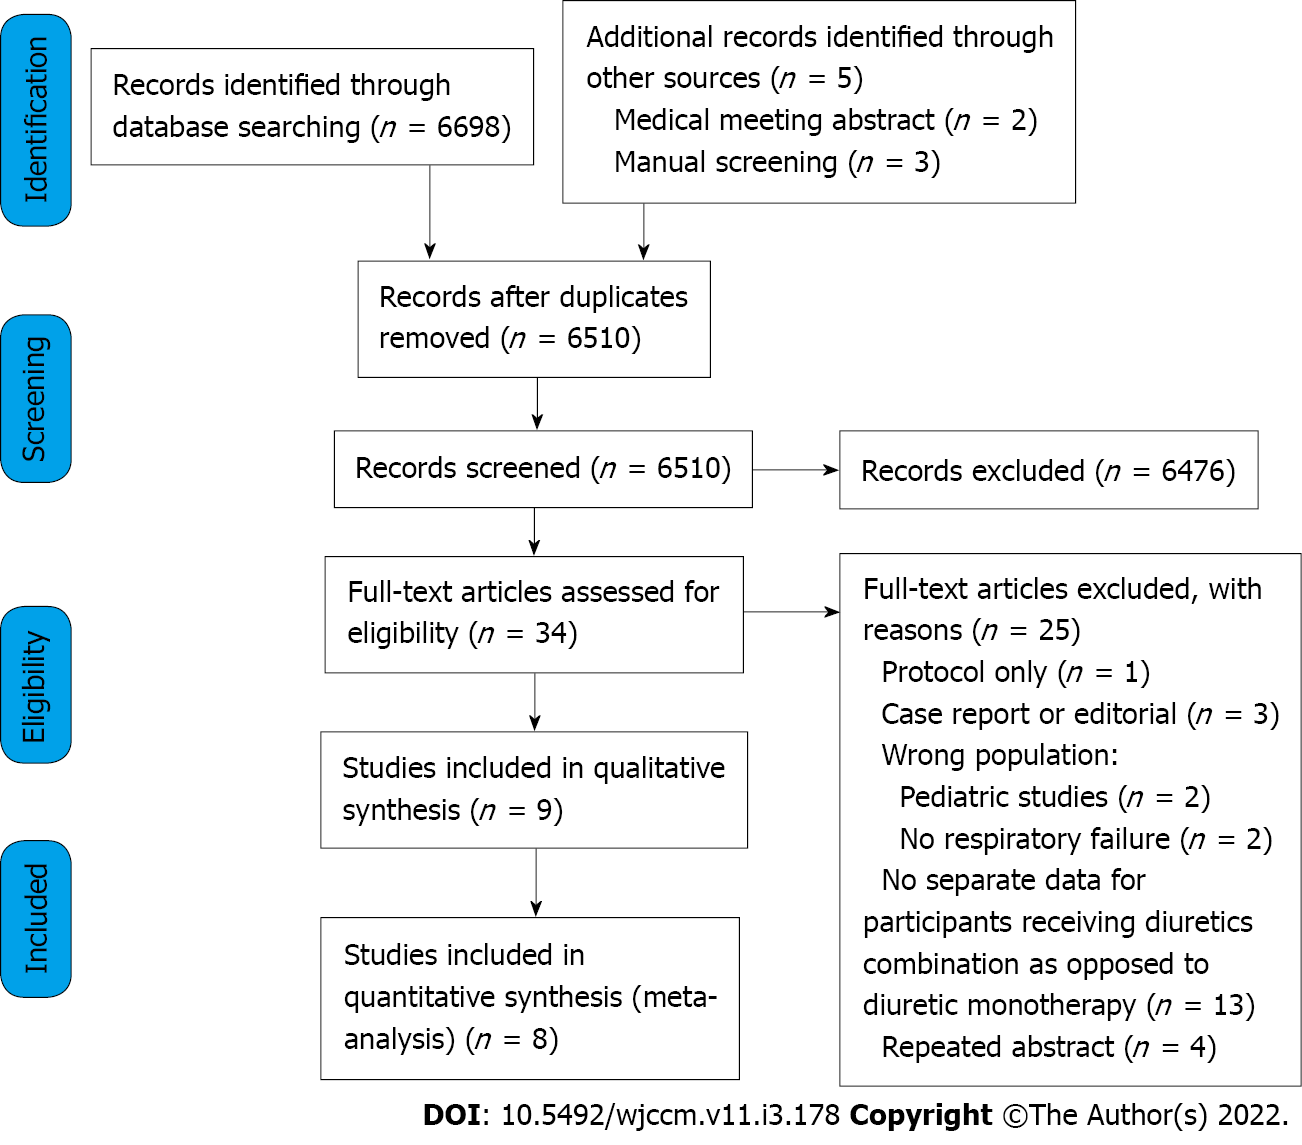 Identification
Records identified through
database searching (n = 6698)
Additional records identified through
other sources (n = 5)
Medical meeting abstract (n = 2)
Manual screening (n = 3)
Records after duplicates
removed (n = 6510)
Screening
Records screened (n = 6510)
Records excluded (n = 6476)
Eligibility
Full-text articles assessed for
eligibility (n = 34)
Full-text articles excluded, with
reasons (n = 25)
Protocol only (n = 1)
Case report or editorial (n = 3)
Wrong population:
Pediatric studies (n = 2)
No respiratory failure (n = 2)
No separate data for
participants receiving diuretics
combination as opposed to
diuretic monotherapy (n = 13)
Repeated abstract (n = 4)
Studies included in qualitative
synthesis (n = 9)
Included
Studies included in
quantitative synthesis (meta-
analysis) (n = 8)
DOI: 10.5492/wjccm.v11.i3.178 Copyright ©The Author(s) 2022.